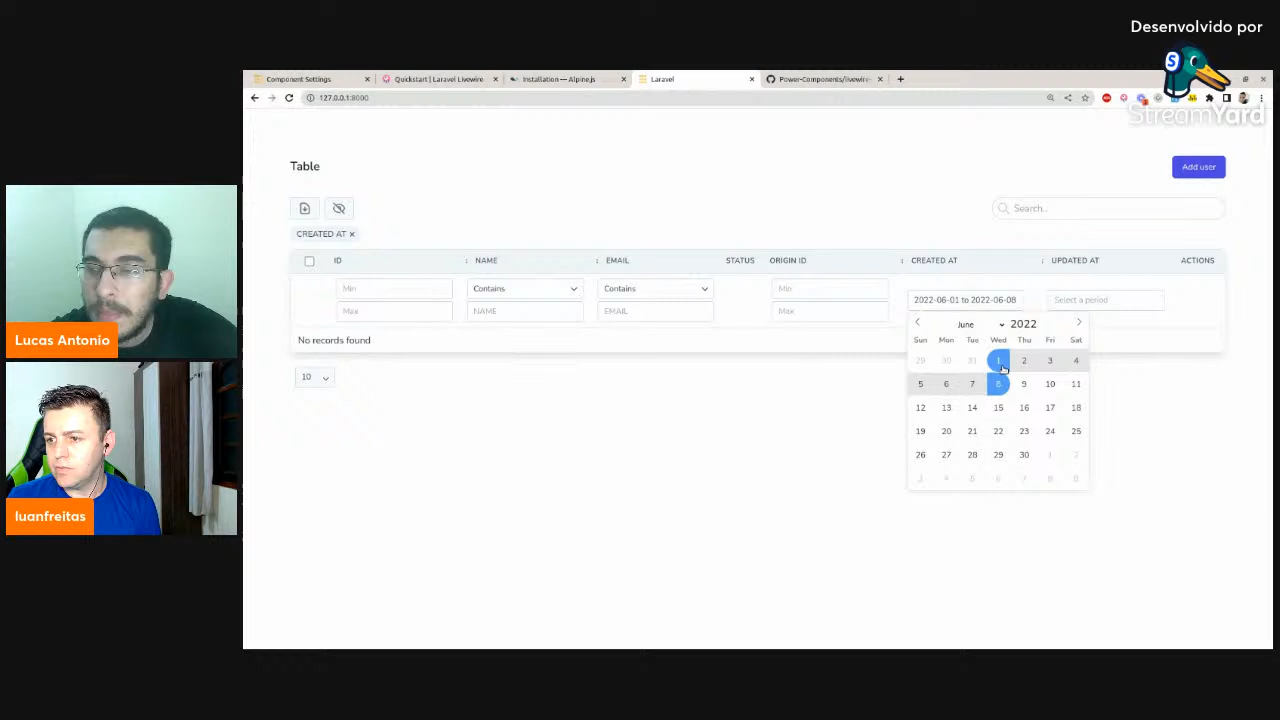 Desenvolvido por
S
StreamYard
Component Settings
Quickstart | Laravel Livewire
Installation — Alpine.js
Laravel
Power-Components/livewire-
127.0.0.1:8000
Table
Add user
Search...
CREATED AT
ID NAME EMAIL STATUS ORIGIN ID CREATED AT UPDATED AT ACTIONS
Min Contains Contains Min
2022-06-01 to 2022-06-08 Select a period
Max NAME EMAIL Max
No records found
10
June 2022
Sun Mon Tue Wed Thu Fri Sat
29 30 31 1 2 3 4
5 6 7 8 9 10 11
12 13 14 15 16 17 18
19 20 21 22 23 24 25
26 27 28 29 30 1 2
3 4 5 6 7 8 9
Lucas Antonio
luanfreitas